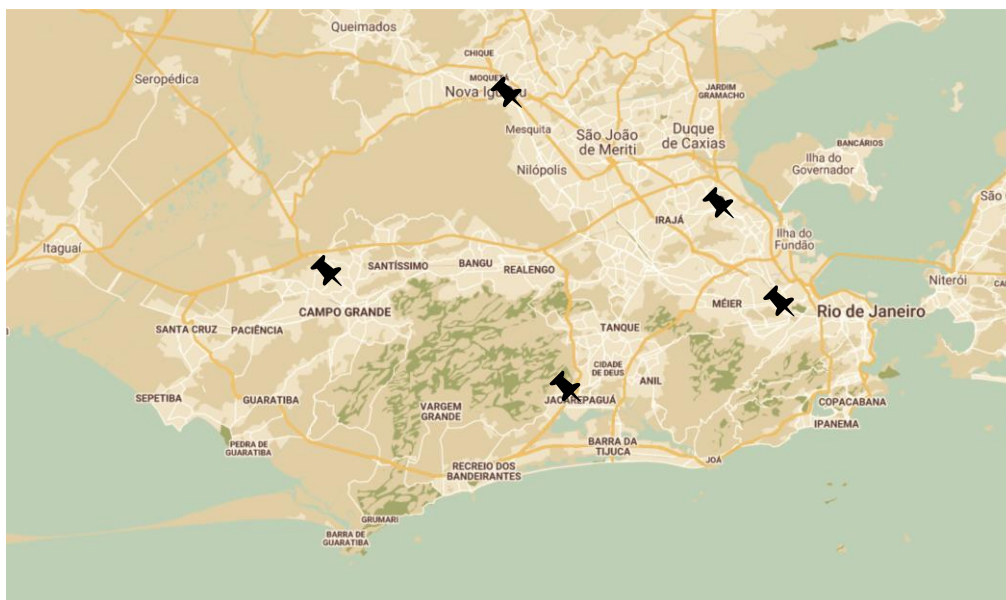 Queimados
CHIQUE
Seropédica
MOQUETÁ
JARDIM
GRAMACHO
São João
de Meriti
Duque
de Caxias
Mesquita
BANCÁRIOS
Ilha do
Governador
Nilópolis
São
IRAJÁ
Ilha do
Fundão
Itaguaí
SANTÍSSIMO
BANGU
REALENGO
Niterói
CAMPO GRANDE
MÉIER
Rio de Janeiro
SANTA CRUZ
PACIÊNCIA
TANQUE
CIDADE
DE DEUS
ANIL
SEPETIBA
GUARATIBA
VARGEM
GRANDE
COPACABANA
IPANEMA
PEDRA DE
GUARATIBA
BARRA DA
TIJUCA
JOÁ
RECREIO DOS
BANDEIRANTES
GRUMARI
BARRA DE
GUARATIBA